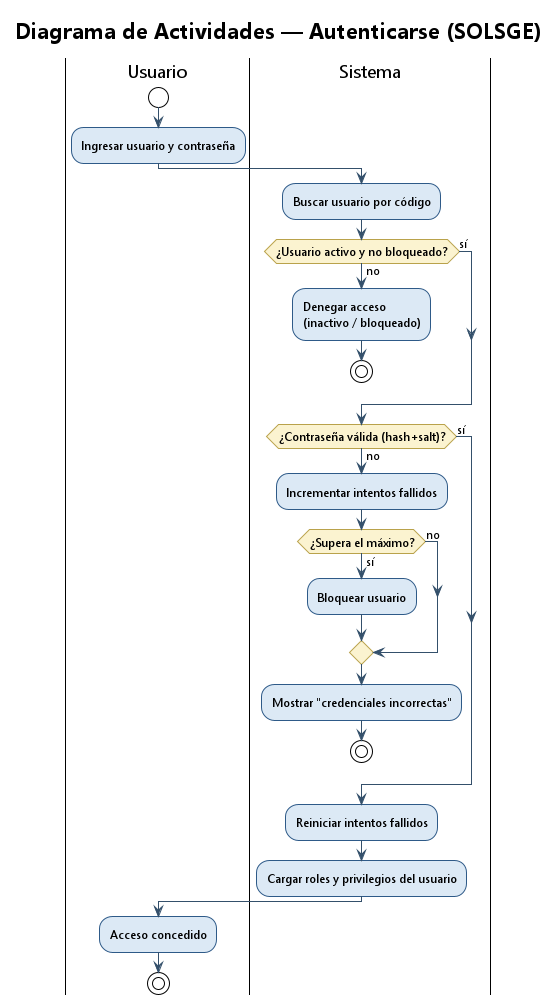 Diagrama de Actividades — Autenticarse (SOLSGE)
Usuario
Sistema
Ingresar usuario y contraseña
Buscar usuario por código
¿Usuario activo y no bloqueado?
sí
no
Denegar acceso
(inactivo / bloqueado)
¿Contraseña válida (hash+salt)?
sí
no
Incrementar intentos fallidos
¿Supera el máximo?
no
sí
Bloquear usuario
Mostrar "credenciales incorrectas"
Reiniciar intentos fallidos
Cargar roles y privilegios del usuario
Acceso concedido